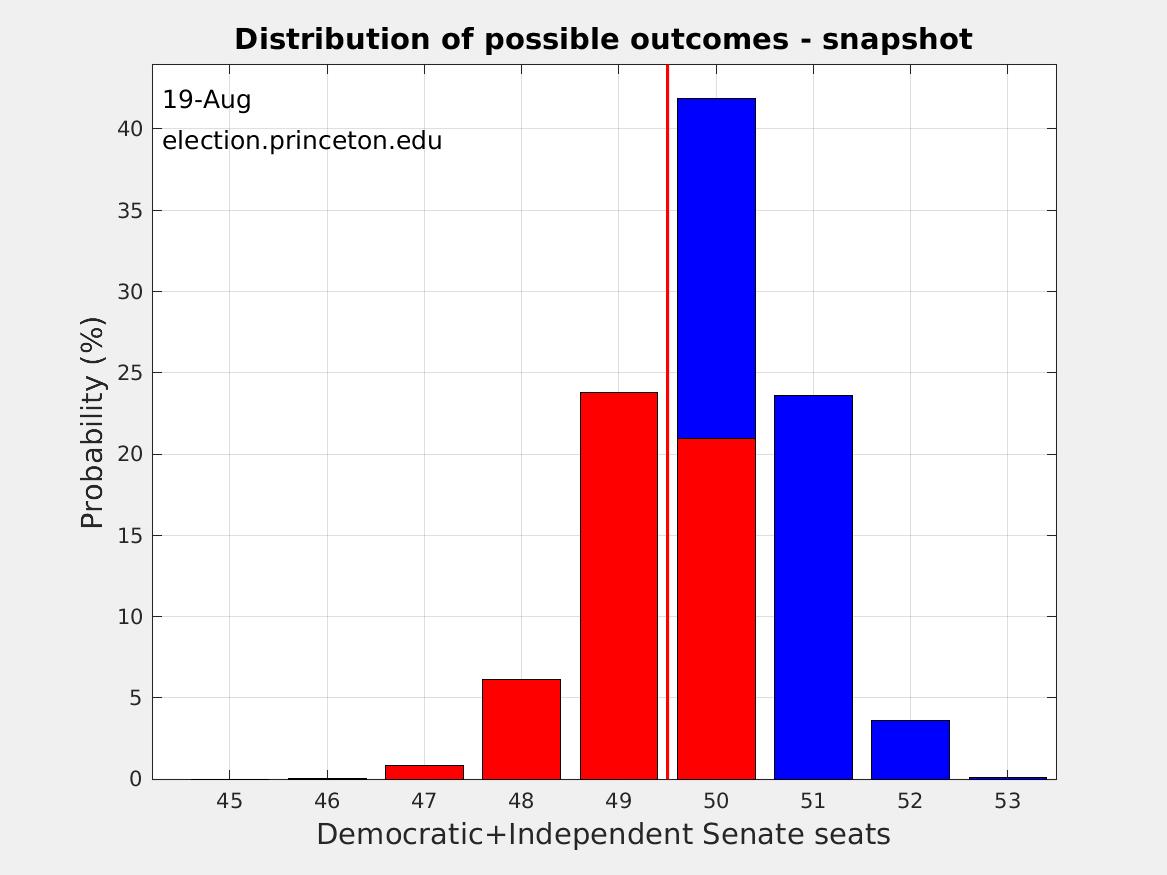 Distribution of possible outcomes - snapshot
19-Aug
election.princeton.edu
40
35
30
25
20
15
10
5
0
Probability (%)
45 46 47 48 49 50 51 52 53
Democratic+Independent Senate seats